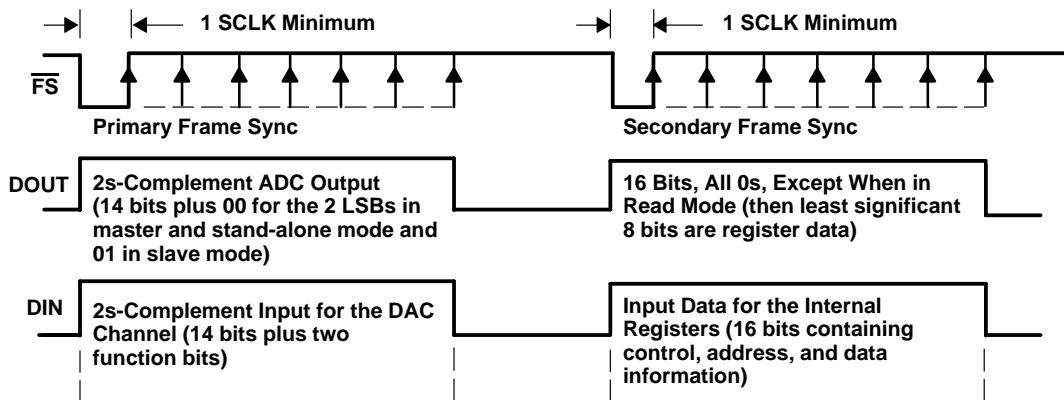 1 SCLK Minimum
1 SCLK Minimum
FS
Primary Frame Sync
Secondary Frame Sync
DOUT
2s-Complement ADC Output
(14 bits plus 00 for the 2 LSBs in
master and stand-alone mode and
01 in slave mode)
16 Bits, All 0s, Except When in
Read Mode (then least significant
8 bits are register data)
DIN
2s-Complement Input for the DAC
Channel (14 bits plus two
function bits)
Input Data for the Internal
Registers (16 bits containing
control, address, and data
information)